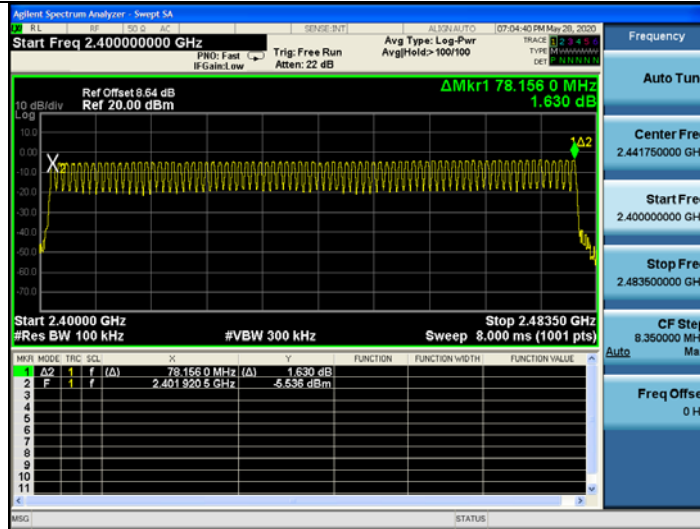 Agilent Spectrum Analyzer - Swept SA
RL RF 50 Ω AC SENSE:INT ALIGN AUTO 07:04:40 PM May 28, 2020
Start Freq 2.400000000 GHz
PNO: Fast
IFGain:Low
Trig: Free Run
Atten: 22 dB
Avg Type: Log-Pwr
Avg|Hold:>100/100
TRACE 1 2 3 4 5 6
TYPE M
DET P N N N N N
Frequency
Auto Tun
Center Fre
2.441750000 GH
Start Fre
2.400000000 GH
Stop Fre
2.483500000 GH
CF Step
8.350000 MH
Auto Ma
Freq Offse
0 H
ΔMkr1 78.156 0 MHz
1.630 dB
Ref Offset 8.64 dB
10 dB/div Ref 20.00 dBm
Log
10.0
0.00
-10.0
-20.0
-30.0
-40.0
-50.0
-60.0
-70.0
X2
1Δ2
Start 2.40000 GHz
#Res BW 100 kHz
#VBW 300 kHz
Stop 2.48350 GHz
Sweep 8.000 ms (1001 pts)
MKR MODE TRC SCL X Y FUNCTION FUNCTION WIDTH FUNCTION VALUE
1 Δ2 1 f (Δ) 78.156 0 MHz (Δ) 1.630 dB
2 F 1 f 2.401 920 5 GHz -5.536 dBm
3
4
5
6
7
8
9
10
11
MSG STATUS